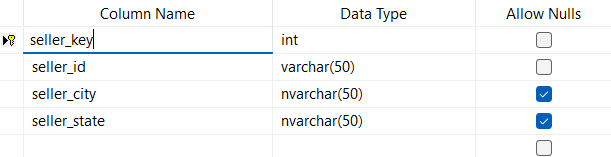 Column Name Data Type Allow Nulls
seller_key int
seller_id varchar(50)
seller_city nvarchar(50)
seller_state nvarchar(50)